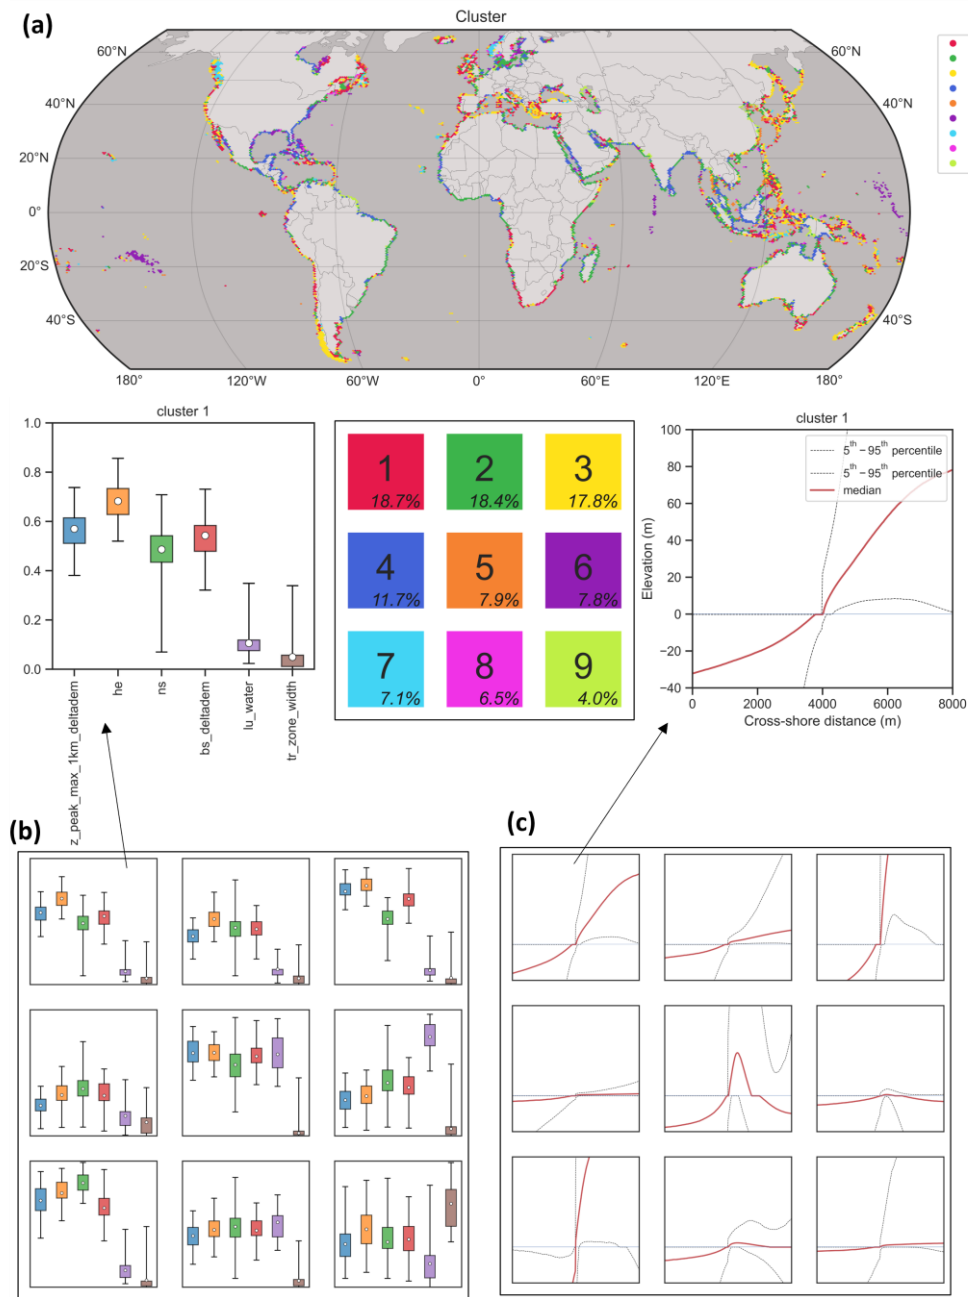 (a)
Cluster
60°N
60°N
40°N
40°N
20°N
20°N
0°
0°
20°S
20°S
40°S
40°S
180°
120°W
60°W
0°
60°E
120°E
180°
cluster 1
1.0
0.8
0.6
0.4
0.2
0.0
z_peak_max_1km_deltadem
he
ns
bs_deltadem
lu_water
tr_zone_width
1
18.7%
2
18.4%
3
17.8%
4
11.7%
5
7.9%
6
7.8%
7
7.1%
8
6.5%
9
4.0%
cluster 1
5th – 95th percentile
5th – 95th percentile
median
Elevation (m)
100
80
60
40
20
0
−20
−40
0
2000
4000
6000
8000
Cross-shore distance (m)
(b)
(c)